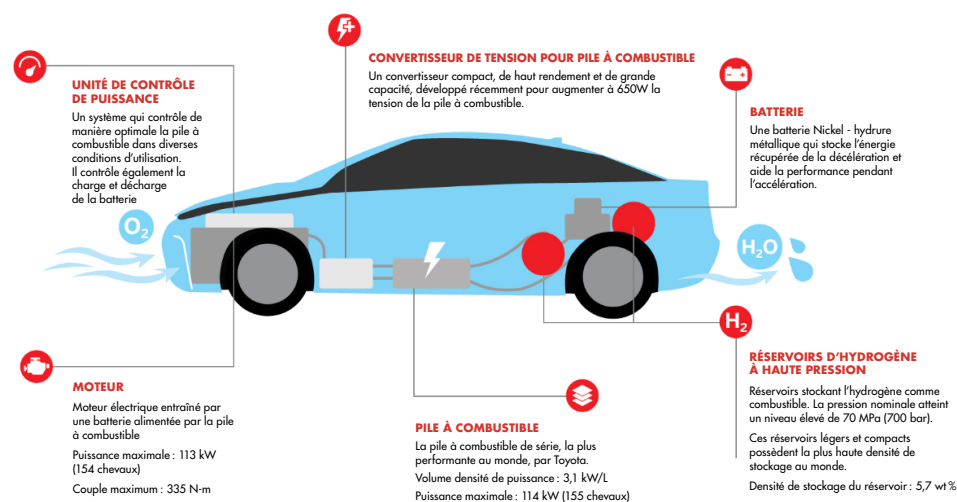 UNITÉ DE CONTRÔLE
DE PUISSANCE
Un système qui contrôle de
manière optimale la pile à
combustible dans diverses
conditions d'utilisation.
Il contrôle également la
charge et décharge
de la batterie
CONVERTISSEUR DE TENSION POUR PILE À COMBUSTIBLE
Un convertisseur compact, de haut rendement et de grande
capacité, développé récemment pour augmenter à 650W la
tension de la pile à combustible.
BATTERIE
Une batterie Nickel - hydrure
métallique qui stocke l'énergie
récupérée de la décélération et
aide la performance pendant
l'accélération.
O₂
H₂O
H₂
MOTEUR
Moteur électrique entraîné par
une batterie alimentée par la pile
à combustible
Puissance maximale : 113 kW
(154 chevaux)
Couple maximum : 335 N-m
PILE À COMBUSTIBLE
La pile à combustible de série, la plus
performante au monde, par Toyota.
Volume densité de puissance : 3,1 kW/L
Puissance maximale : 114 kW (155 chevaux)
RÉSERVOIRS D'HYDROGÈNE
À HAUTE PRESSION
Réservoirs stockant l'hydrogène comme
combustible. La pression nominale atteint
un niveau élevé de 70 MPa (700 bar).
Ces réservoirs légers et compacts
possèdent la plus haute densité de
stockage au monde.
Densité de stockage du réservoir : 5,7 wt %